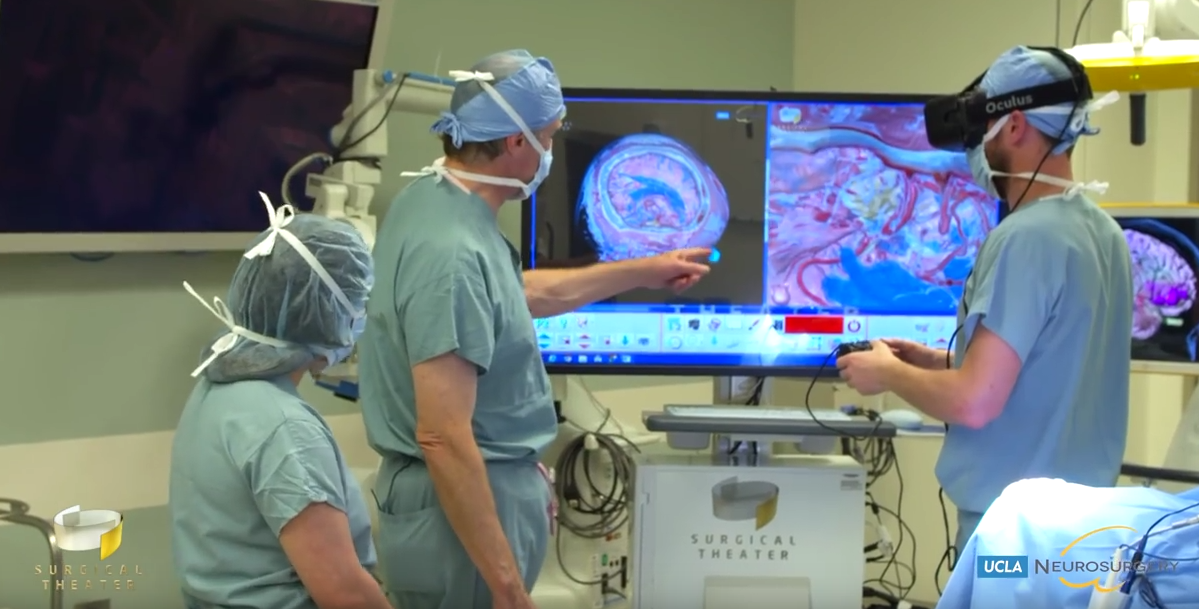 Oculus
SURGICAL
THEATER
SURGICAL
THEATER
UCLA NEUROSURGERY